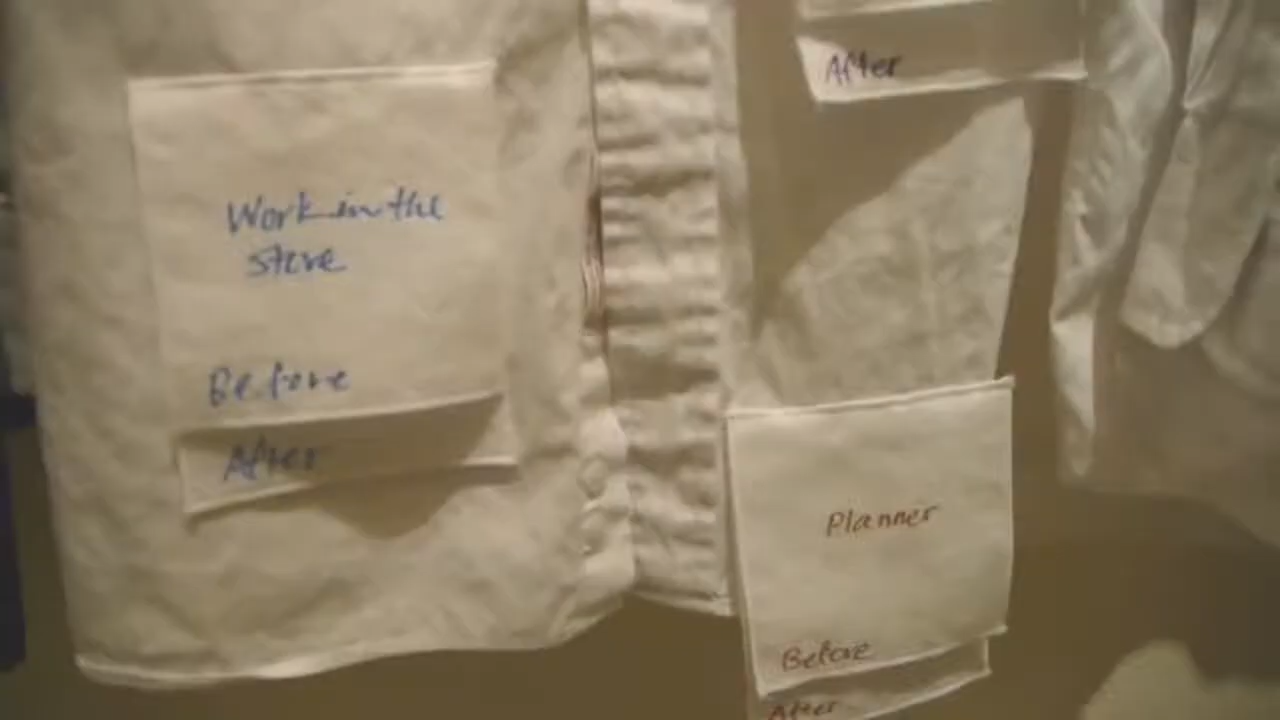 After
Work in the
store
Before
After
Planner
Before
After